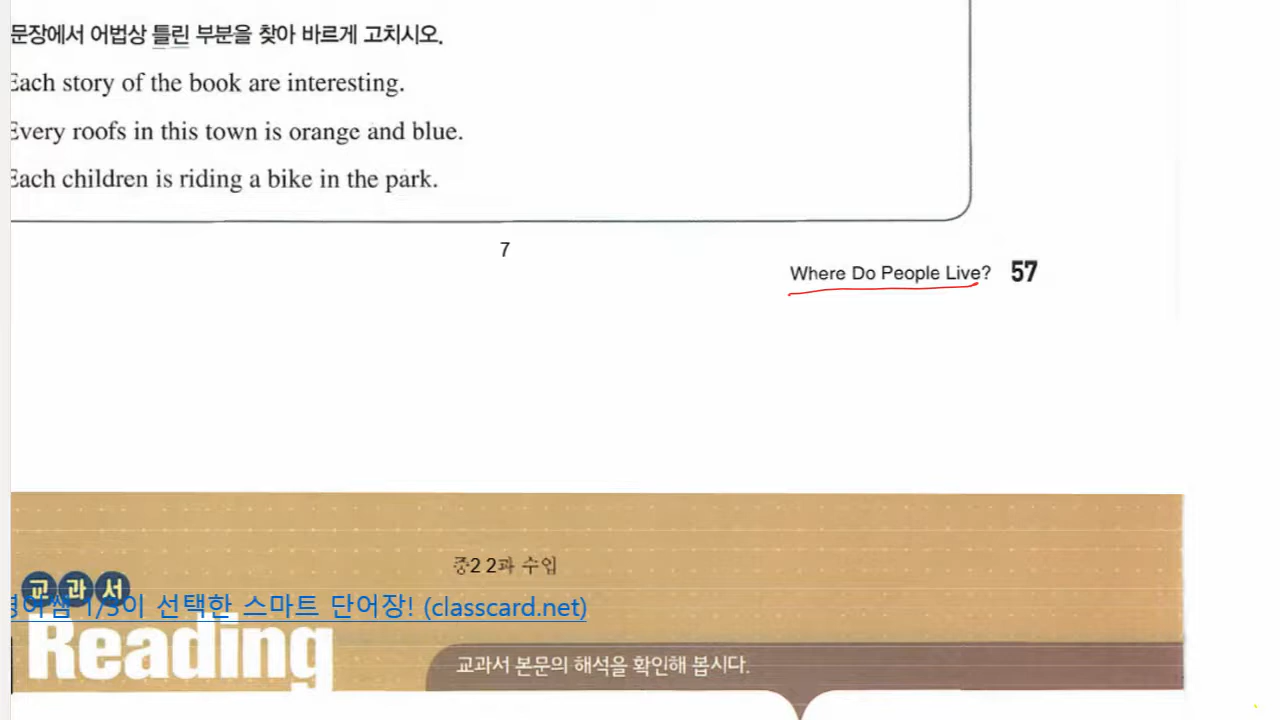 문장에서 어법상 틀린 부분을 찾아 바르게 고치시오.
Each story of the book are interesting.
Every roofs in this town is orange and blue.
Each children is riding a bike in the park.
7
Where Do People Live? 57
중2 2과 수입
교과서
영어쌤 1/3이 선택한 스마트 단어장! (classcard.net)
Reading
교과서 본문의 해석을 확인해 봅시다.